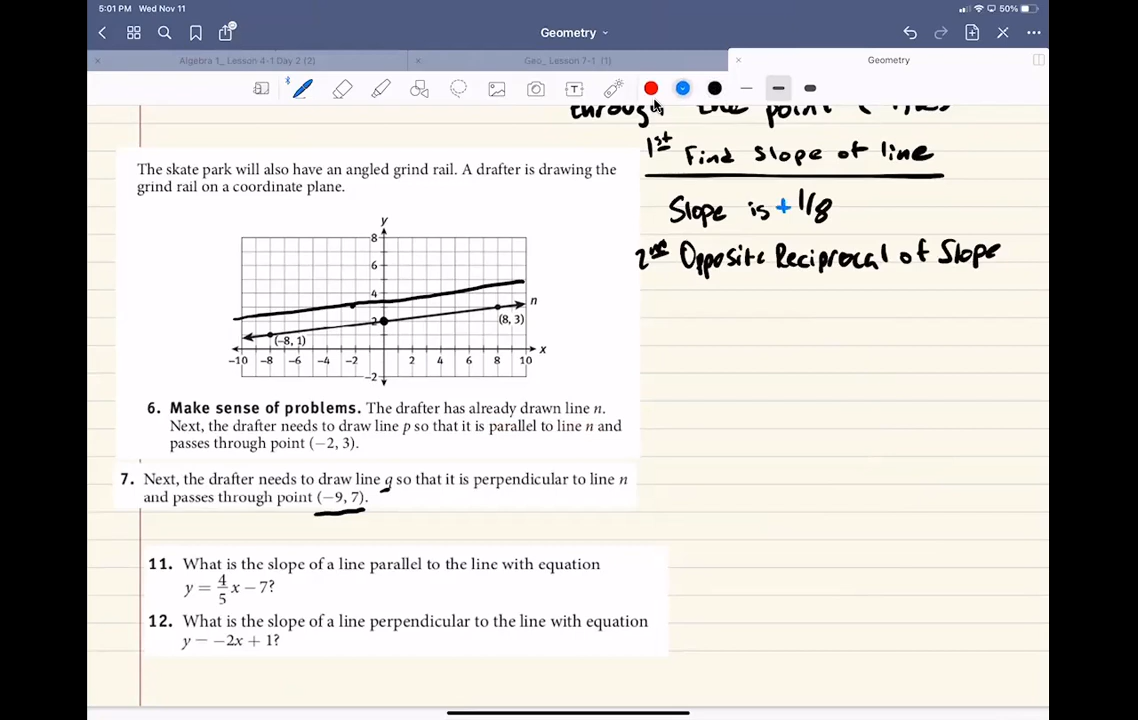 5:01 PM Wed Nov 11
50%
Geometry
Algebra 1_ Lesson 4-1 Day 2 (2)
Geo_ Lesson 7-1 (1)
Geometry
through the point (
1st Find slope of line
Slope is + 1/8
2nd Opposite Reciprocal of Slope
The skate park will also have an angled grind rail. A drafter is drawing the
grind rail on a coordinate plane.
y
8
6
4
n
2
(8, 3)
(−8, 1)
x
−10 −8 −6 −4 −2 2 4 6 8 10
−2
6. Make sense of problems. The drafter has already drawn line n.
Next, the drafter needs to draw line p so that it is parallel to line n and
passes through point (−2, 3).
7. Next, the drafter needs to draw line q so that it is perpendicular to line n
and passes through point (−9, 7).
11. What is the slope of a line parallel to the line with equation
y = 4/5 x − 7?
12. What is the slope of a line perpendicular to the line with equation
y = −2x + 1?